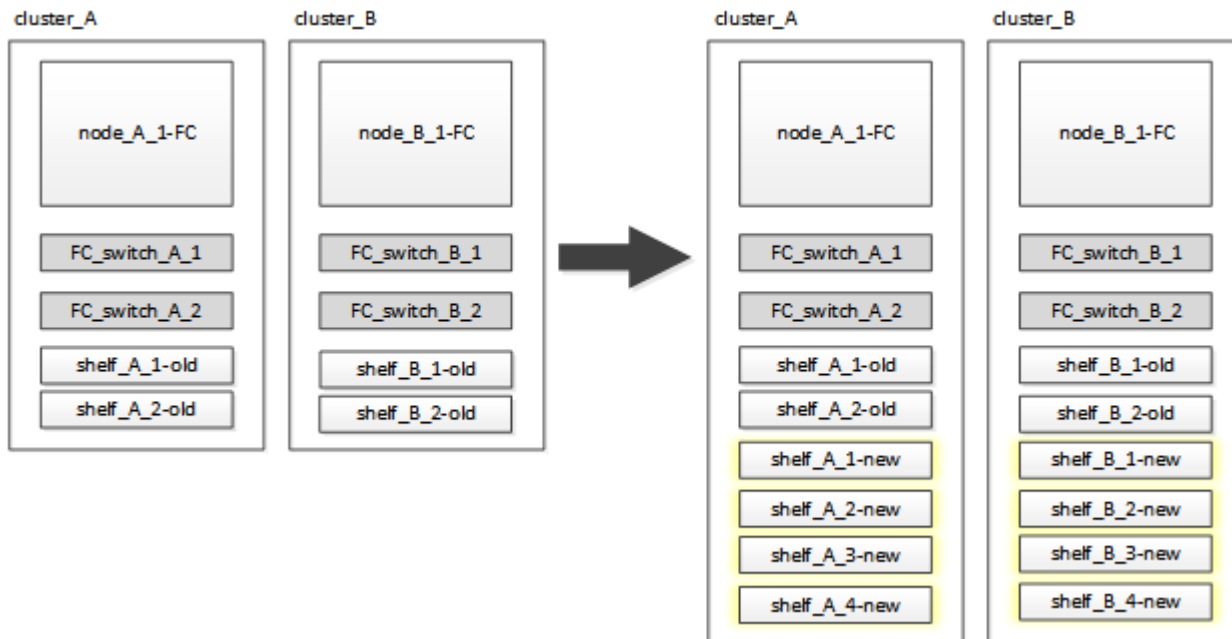 cluster_A
node_A_1-FC
FC_switch_A_1
FC_switch_A_2
shelf_A_1-old
shelf_A_2-old
cluster_B
node_B_1-FC
FC_switch_B_1
FC_switch_B_2
shelf_B_1-old
shelf_B_2-old
cluster_A
node_A_1-FC
FC_switch_A_1
FC_switch_A_2
shelf_A_1-old
shelf_A_2-old
shelf_A_1-new
shelf_A_2-new
shelf_A_3-new
shelf_A_4-new
cluster_B
node_B_1-FC
FC_switch_B_1
FC_switch_B_2
shelf_B_1-old
shelf_B_2-old
shelf_B_1-new
shelf_B_2-new
shelf_B_3-new
shelf_B_4-new